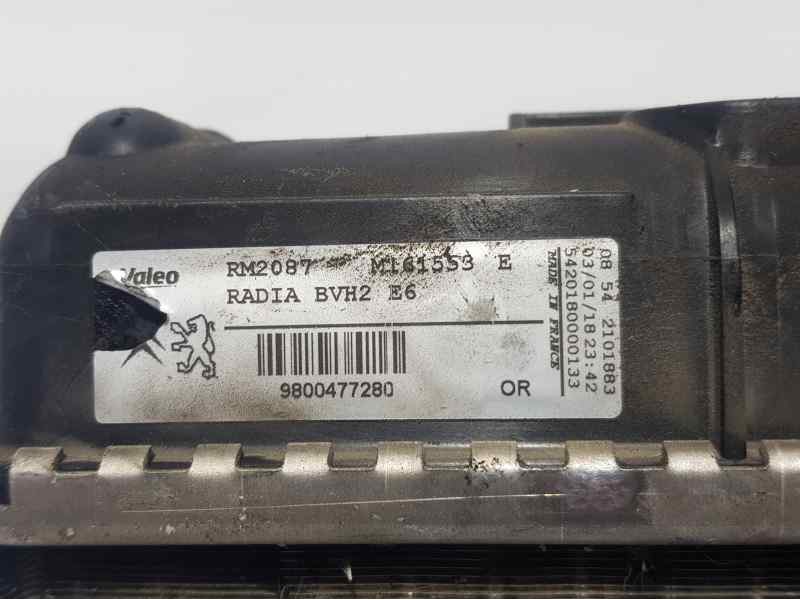 Valeo
RM2087 M161553 E
RADIA BVH2 E6
9800477280
OR
MADE IN FRANCE
5420180000133
03/01/18 23:42
08 54 2101883